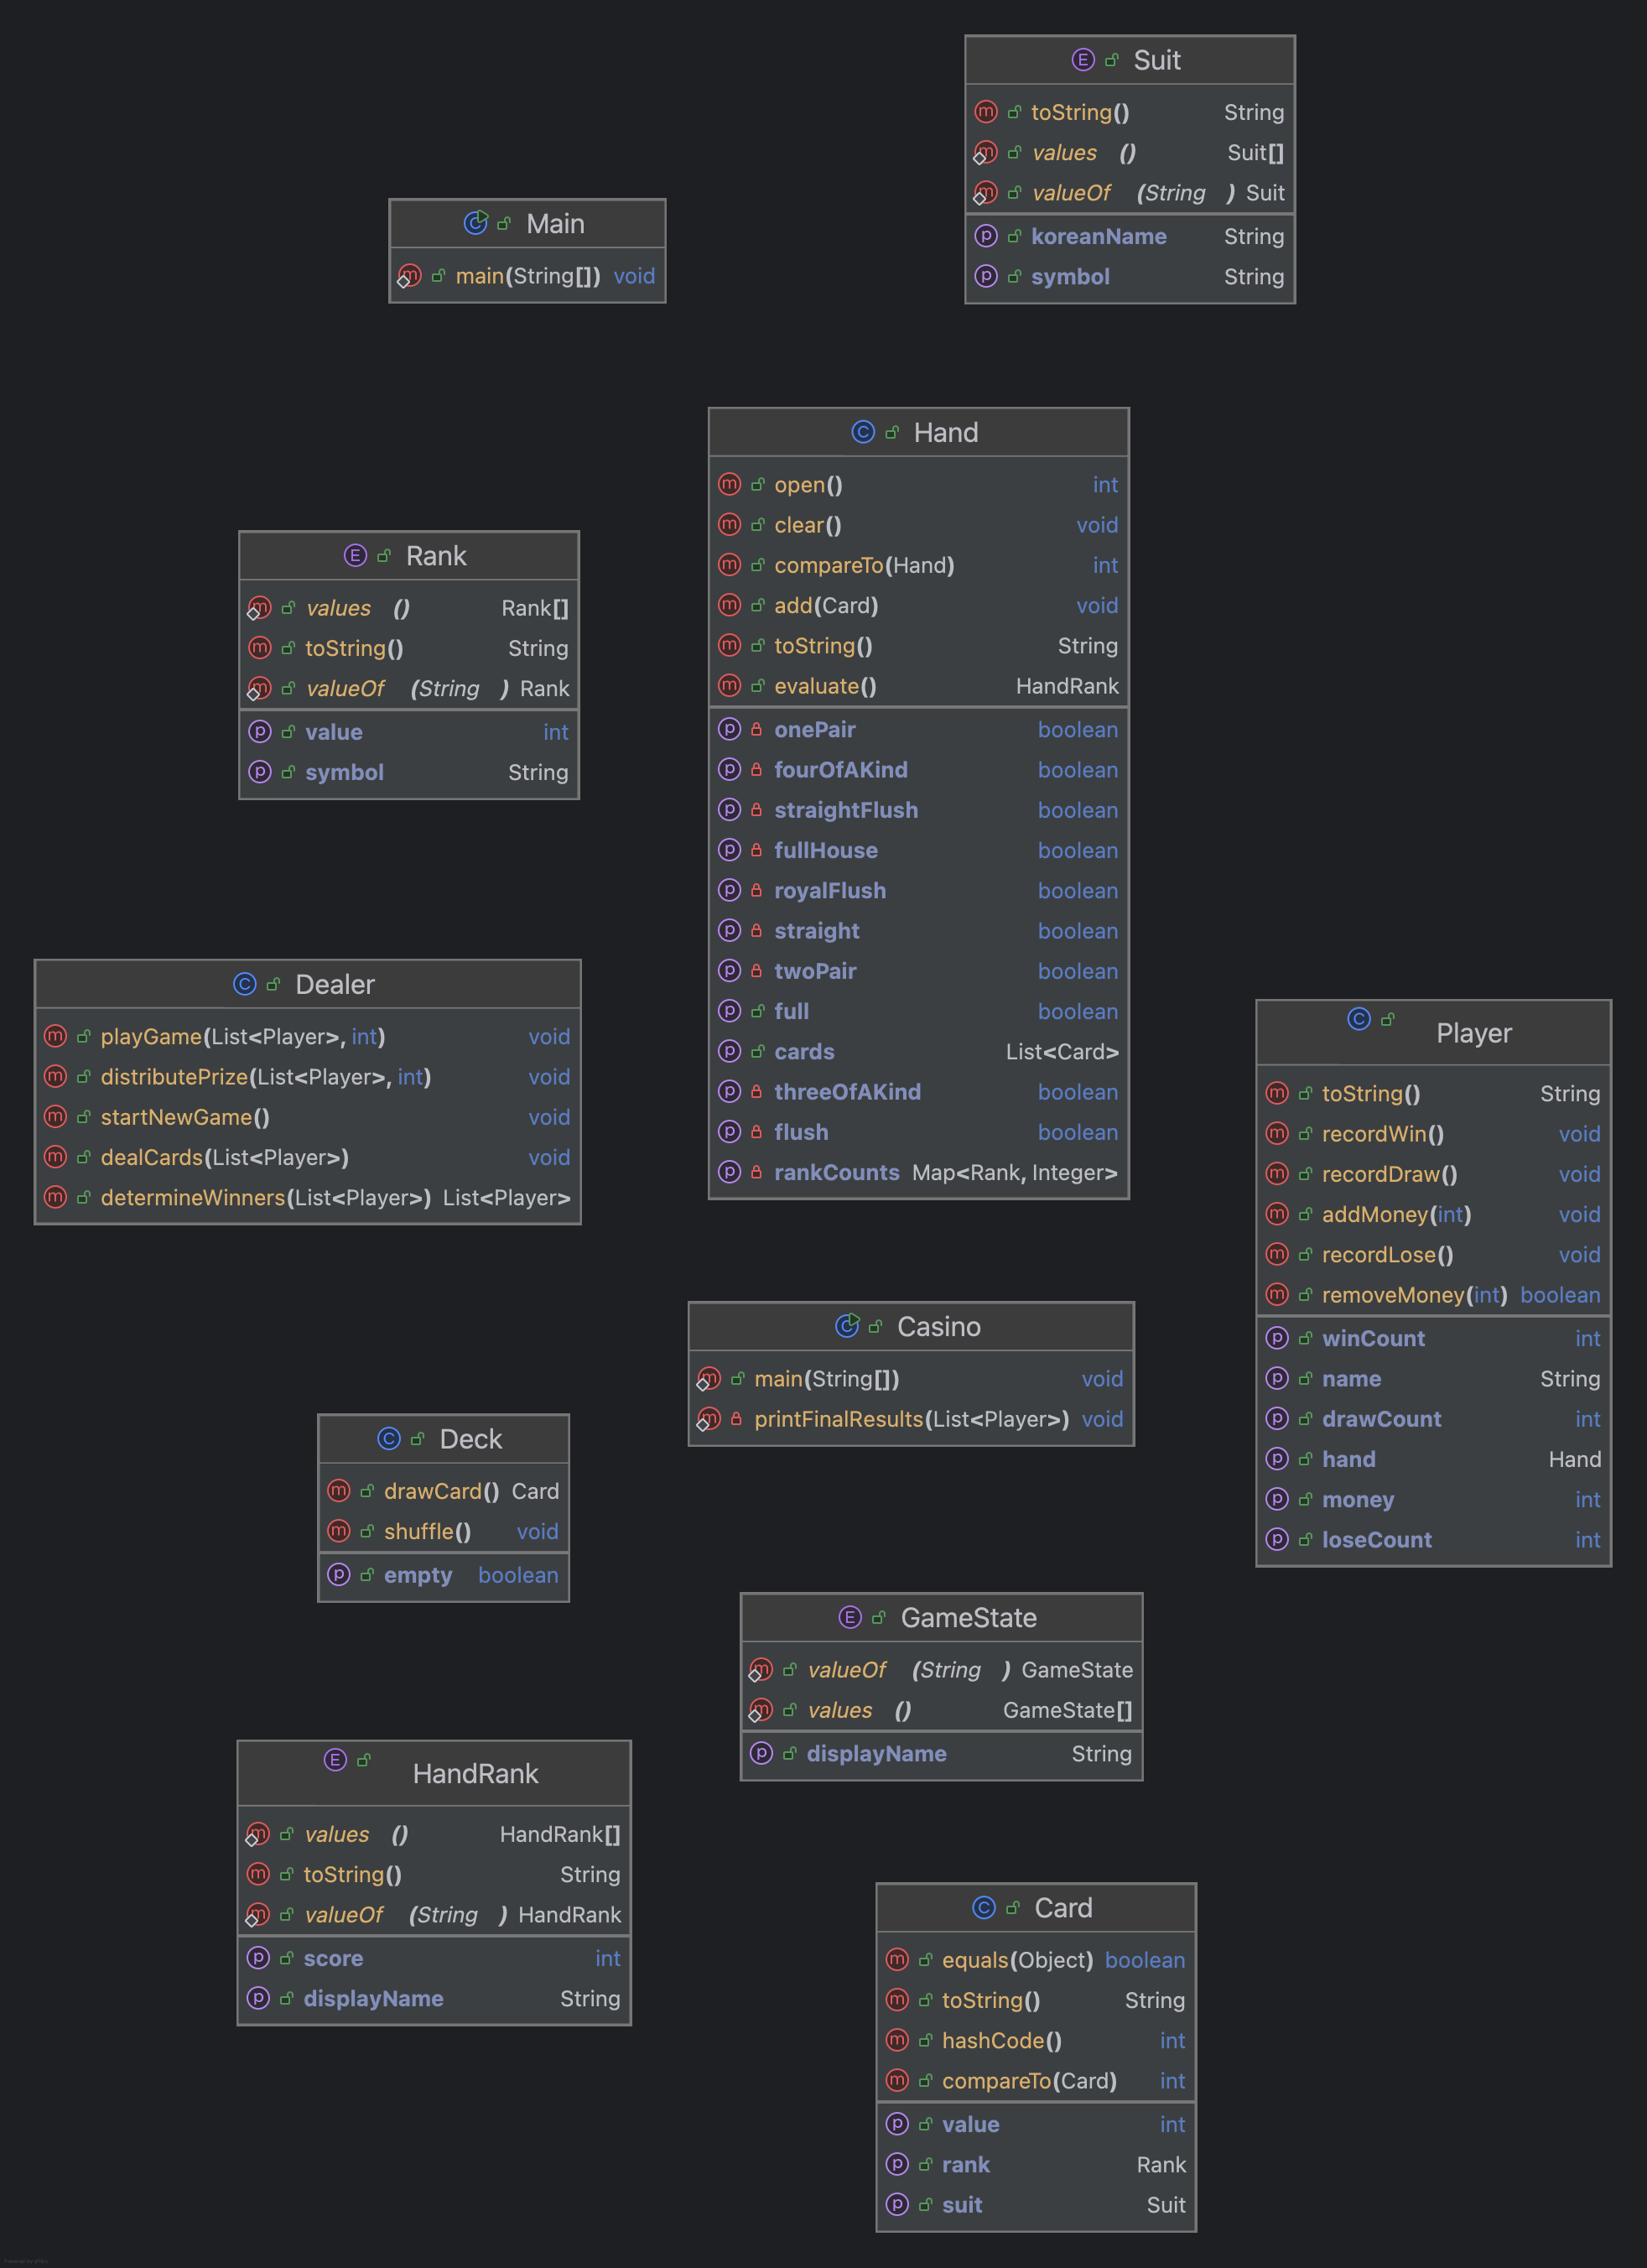 Suit
toString() String
values () Suit[]
valueOf (String ) Suit
koreanName String
symbol String
Main
main(String[]) void
Hand
open() int
clear() void
compareTo(Hand) int
add(Card) void
toString() String
evaluate() HandRank
onePair boolean
fourOfAKind boolean
straightFlush boolean
fullHouse boolean
royalFlush boolean
straight boolean
twoPair boolean
full boolean
cards List<Card>
threeOfAKind boolean
flush boolean
rankCounts Map<Rank, Integer>
Rank
values () Rank[]
toString() String
valueOf (String ) Rank
value int
symbol String
Dealer
playGame(List<Player>, int) void
distributePrize(List<Player>, int) void
startNewGame() void
dealCards(List<Player>) void
determineWinners(List<Player>) List<Player>
Player
toString() String
recordWin() void
recordDraw() void
addMoney(int) void
recordLose() void
removeMoney(int) boolean
winCount int
name String
drawCount int
hand Hand
money int
loseCount int
Casino
main(String[]) void
printFinalResults(List<Player>) void
Deck
drawCard() Card
shuffle() void
empty boolean
GameState
valueOf (String ) GameState
values () GameState[]
displayName String
HandRank
values () HandRank[]
toString() String
valueOf (String ) HandRank
score int
displayName String
Card
equals(Object) boolean
toString() String
hashCode() int
compareTo(Card) int
value int
rank Rank
suit Suit